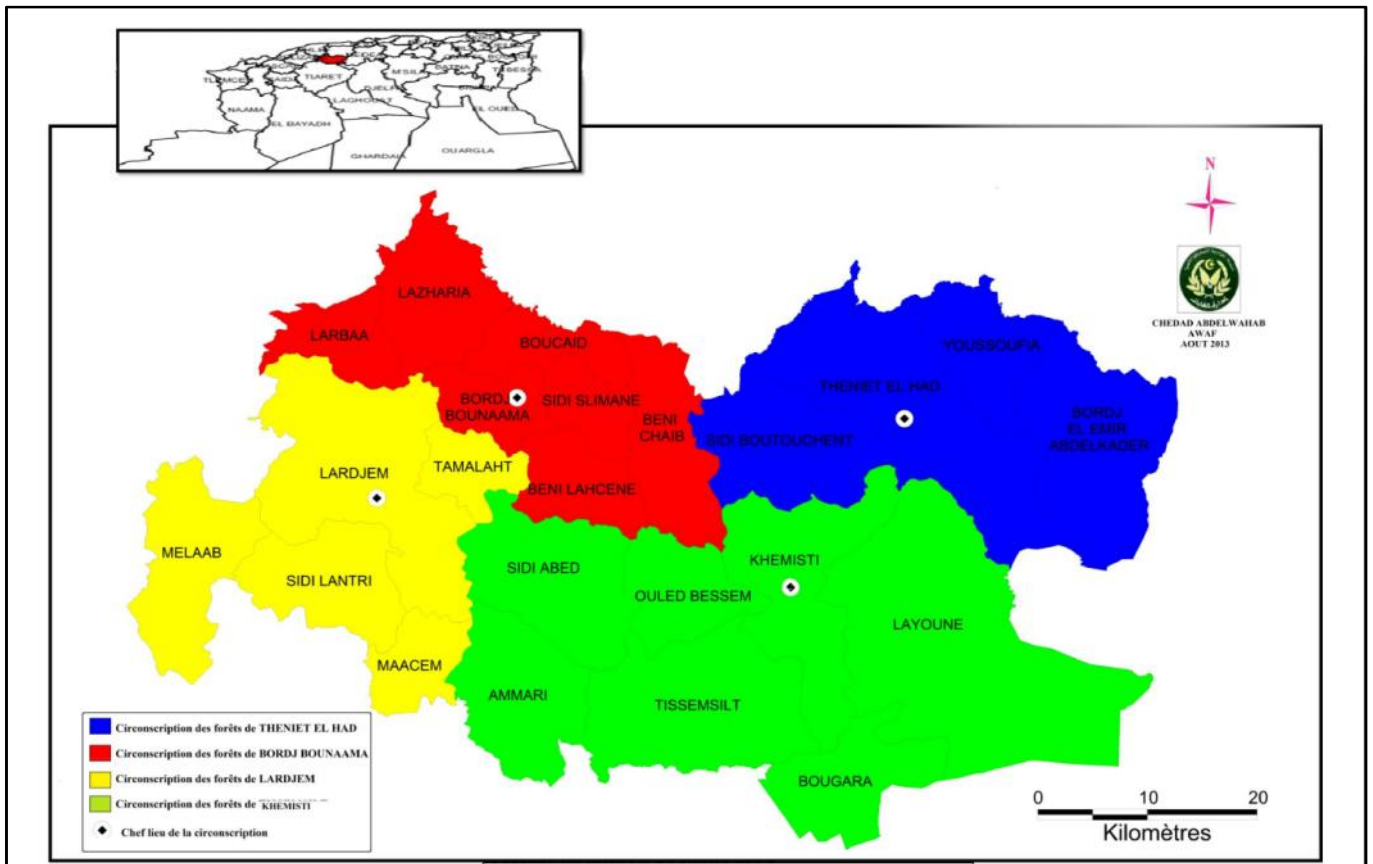 TLEMCEN
NAAMA
EL BAYADH
TIARET
LAGHOUALT
M'SILA
BATNA
TEBESSA
EL OUED
GHARDAIA
OUARGLA
N
CHEDAD ABDELWAHAB
AWAF
AOUT 2013
LAZHARIA
LARBAA
BOUCAID
BORDJ
BOUNAAMA
SIDI SLIMANE
BENI
CHAIB
BENI LAHCENE
YOUSSOUFIA
THENIET EL HAD
SIDI BOUTOUCHENT
BORDJ
EL EMIR
ABDELKADER
LARDJEM
TAMALAHT
MELAAB
SIDI LANTRI
MAACEM
SIDI ABED
OULED BESSEM
KHEMISTI
LAYOUNE
AMMARI
TISSEMSILT
BOUGARA
Circonscription des forêts de THENIET EL HAD
Circonscription des forêts de BORDJ BOUNAAMA
Circonscription des forêts de LARDJEM
Circonscription des forêts de KHEMISTI
Chef lieu de la circonscription
0 10 20
Kilomètres